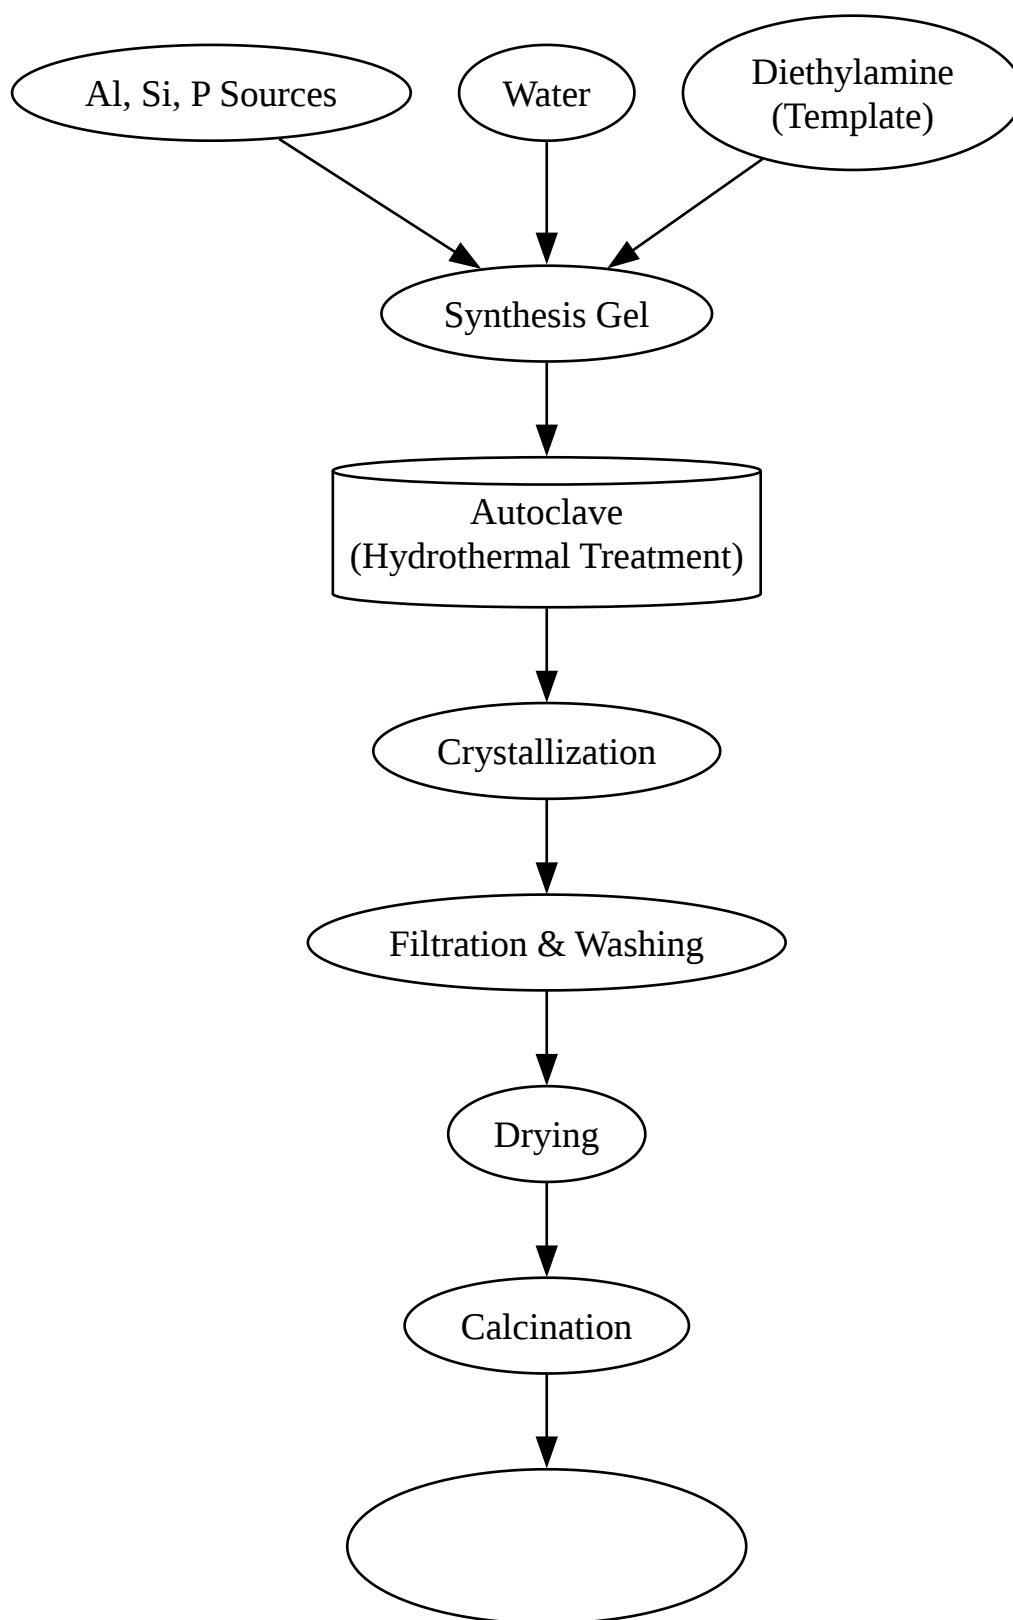 Al, Si, P Sources
Water
Diethylamine
(Template)
Synthesis Gel
Autoclave
(Hydrothermal Treatment)
Crystallization
Filtration & Washing
Drying
Calcination